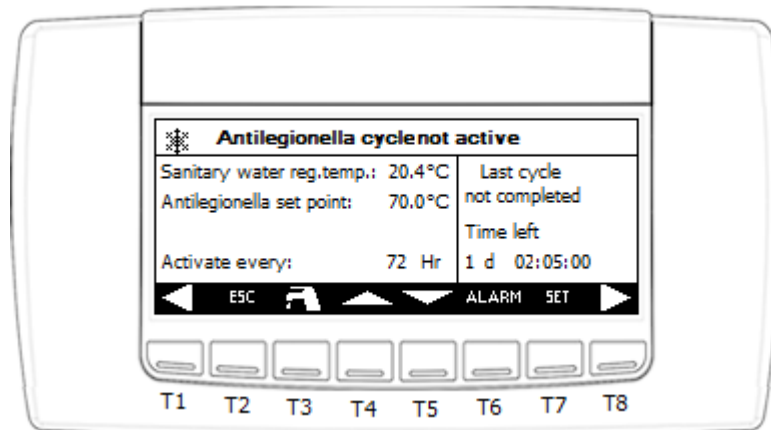 Antilegionella cycle not active
Sanitary water reg.temp.: 20.4°C
Antilegionella set point: 70.0°C
Activate every: 72 Hr
Last cycle
not completed
Time left
1 d 02:05:00
ESC ALARM SET
T1 T2 T3 T4 T5 T6 T7 T8